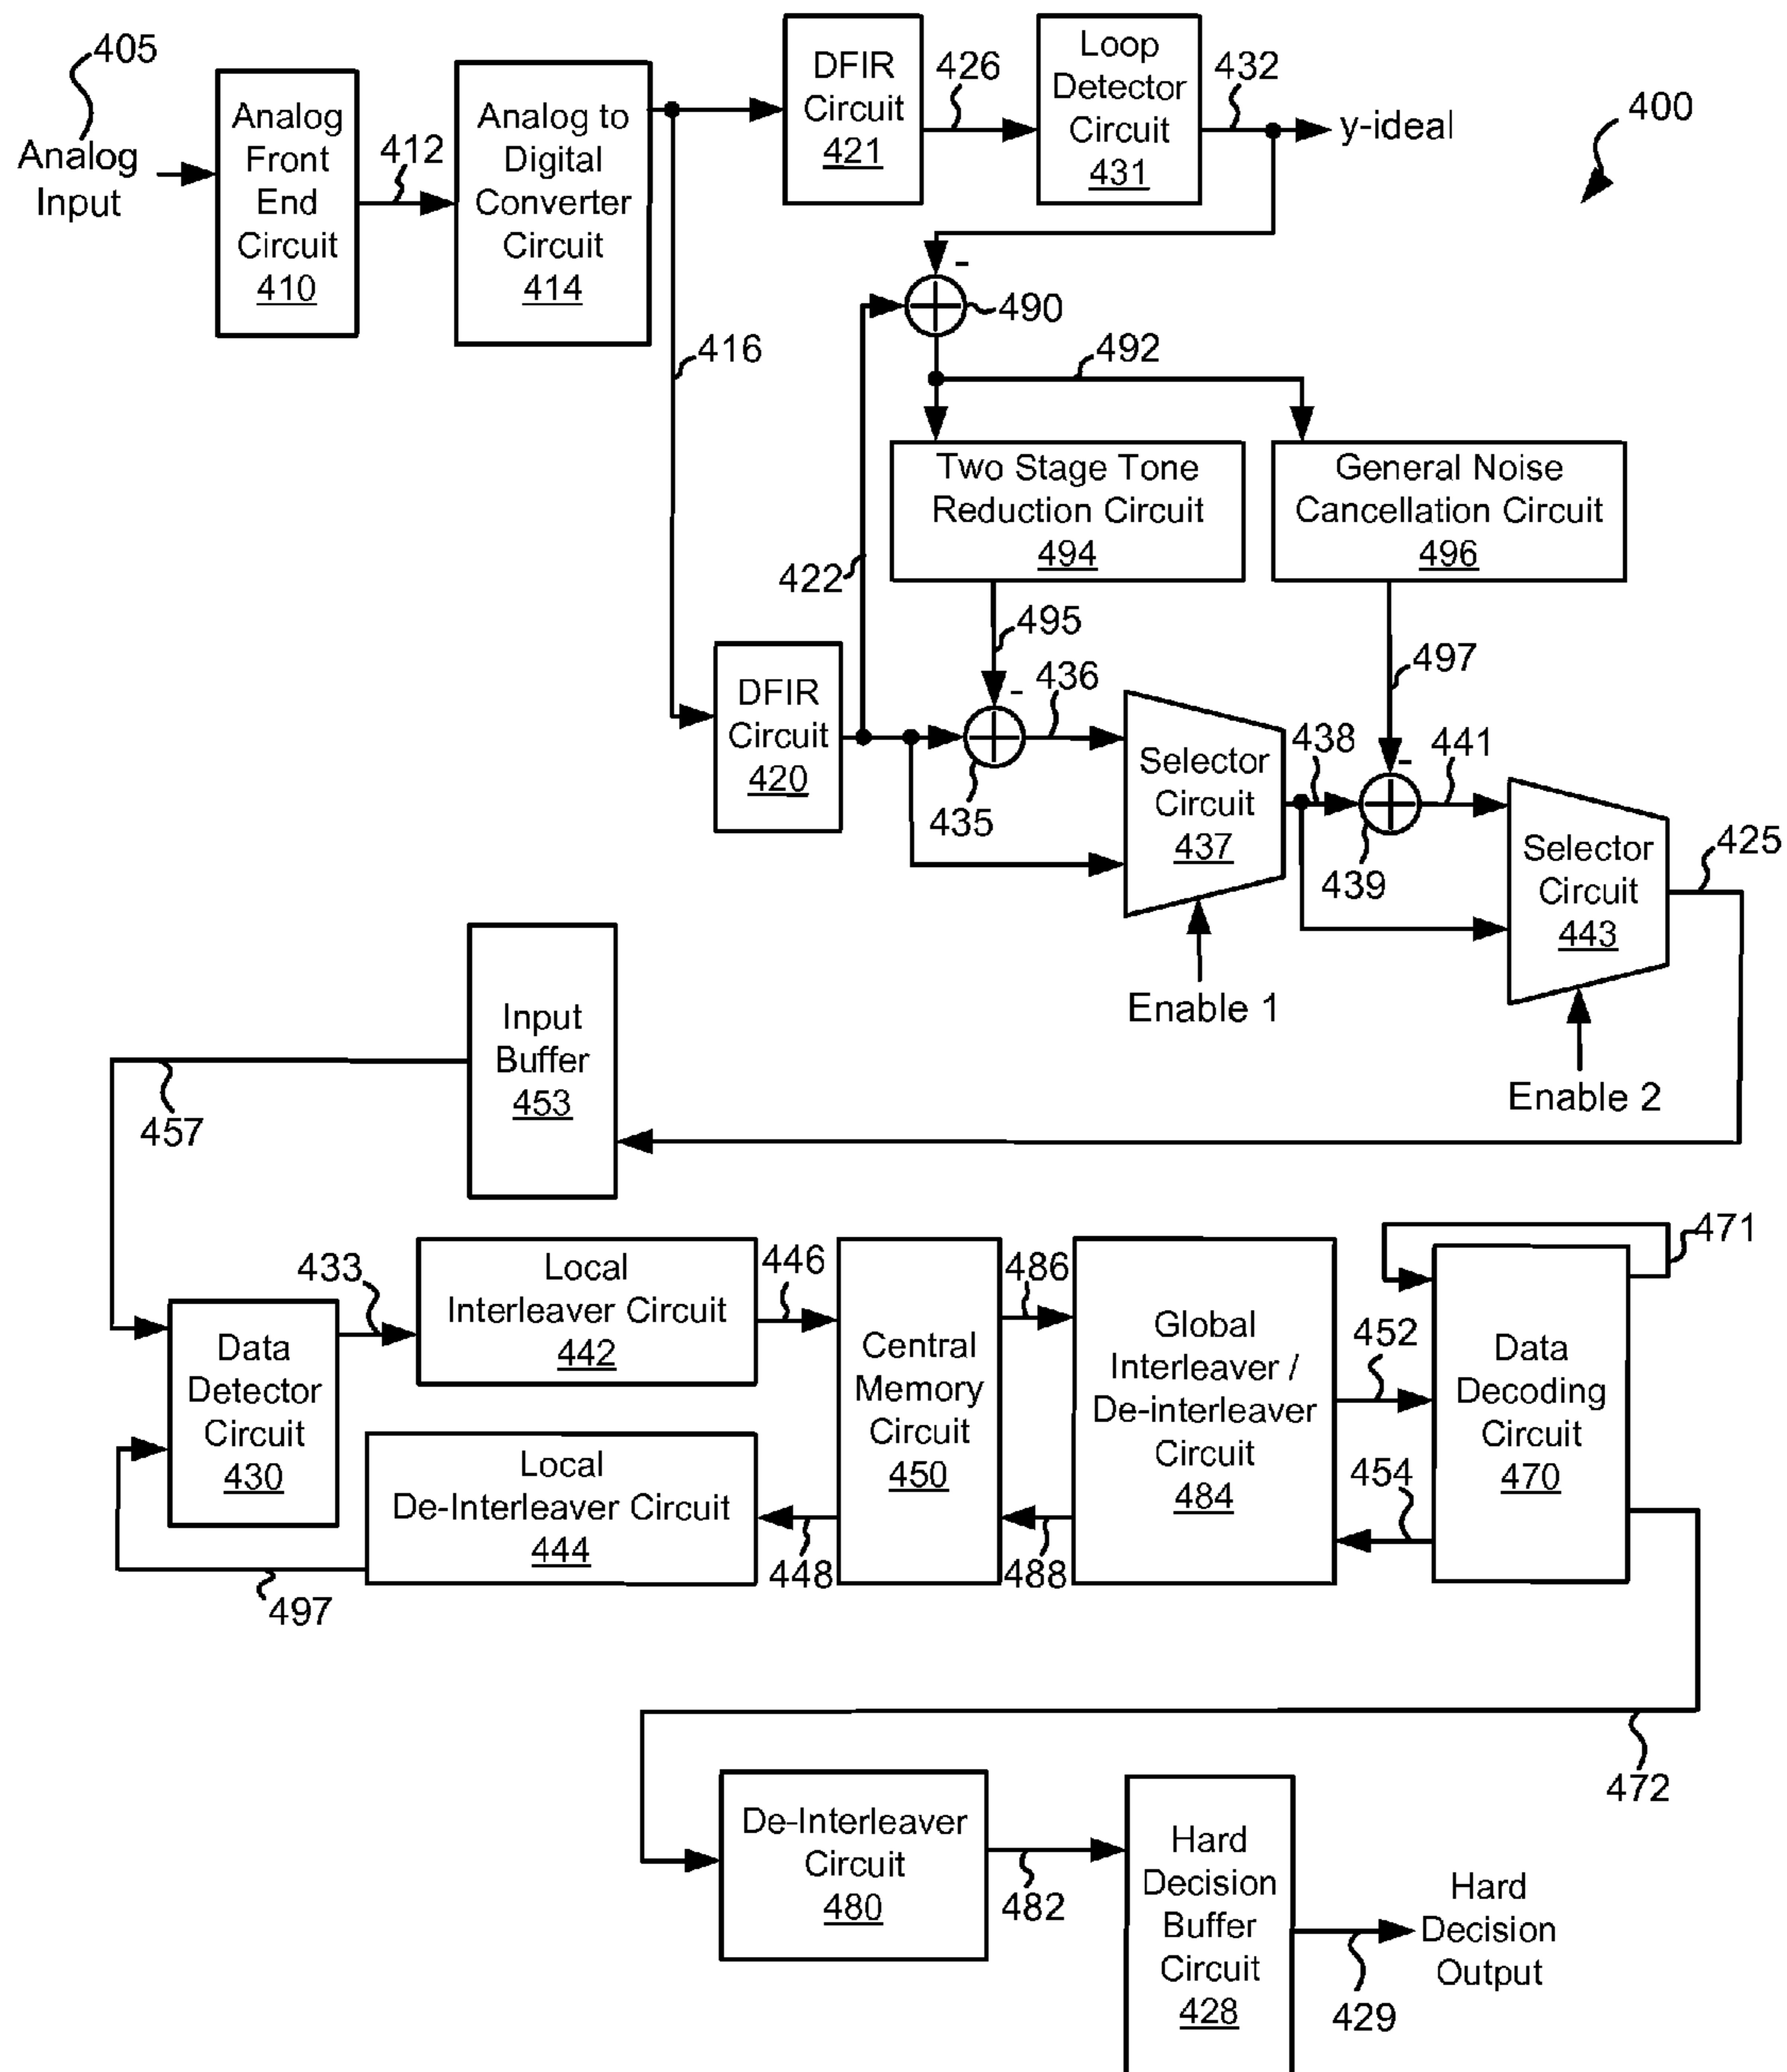 405
Analog
Input
Analog
Front
End
Circuit
410
412
Analog to
Digital
Converter
Circuit
414
DFIR
Circuit
421
426
Loop
Detector
Circuit
431
432
y-ideal
400
-
490
416
492
Two Stage Tone
Reduction Circuit
494
General Noise
Cancellation Circuit
496
422
495
497
DFIR
Circuit
420
-
436
435
Selector
Circuit
437
438
-
441
439
Selector
Circuit
443
425
Enable 1
Enable 2
Input
Buffer
453
457
433
Local
Interleaver Circuit
442
446
486
471
Data
Detector
Circuit
430
Central
Memory
Circuit
450
Global
Interleaver /
De-interleaver
Circuit
484
452
Data
Decoding
Circuit
470
Local
De-Interleaver Circuit
444
454
448
488
497
472
De-Interleaver
Circuit
480
482
Hard
Decision
Buffer
Circuit
428
429
Hard
Decision
Output